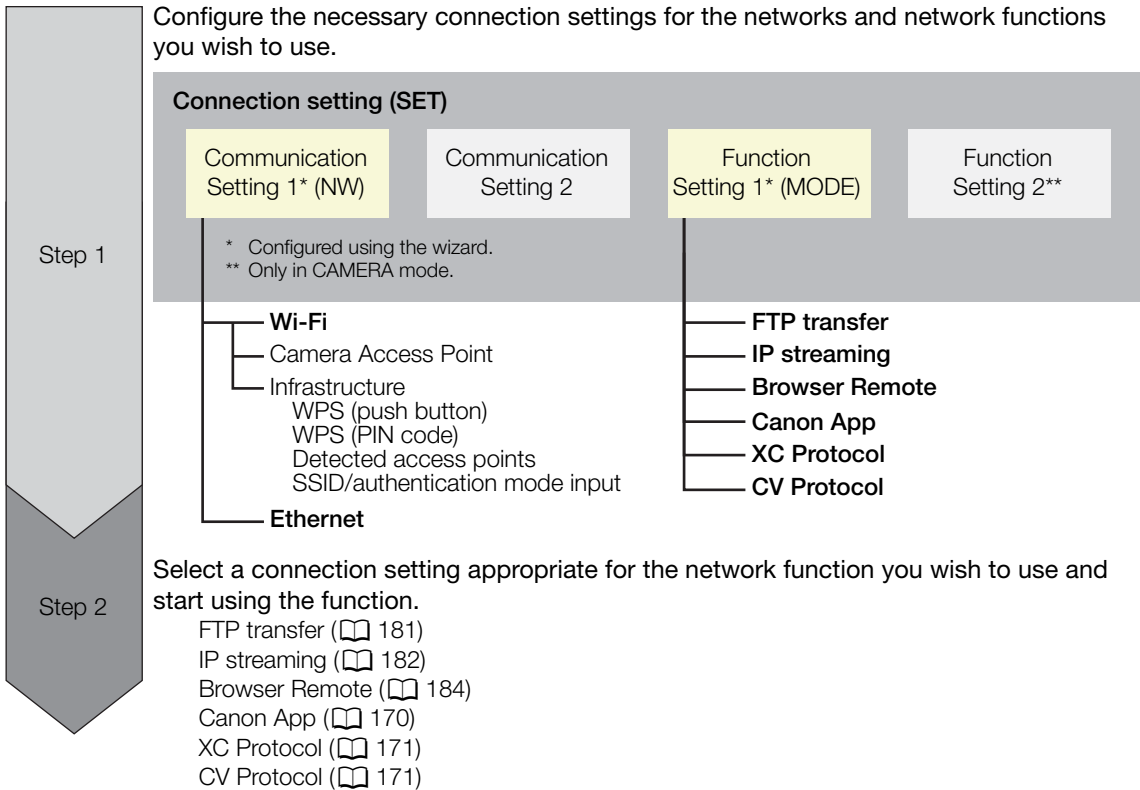 Configure the necessary connection settings for the networks and network functions
you wish to use.
Connection setting (SET)
Communication
Setting 1* (NW)
Communication
Setting 2
Function
Setting 1* (MODE)
Function
Setting 2**
* Configured using the wizard.
** Only in CAMERA mode.
Step 1
Wi-Fi
Camera Access Point
Infrastructure
WPS (push button)
WPS (PIN code)
Detected access points
SSID/authentication mode input
Ethernet
FTP transfer
IP streaming
Browser Remote
Canon App
XC Protocol
CV Protocol
Step 2
Select a connection setting appropriate for the network function you wish to use and
start using the function.
FTP transfer (📖 181)
IP streaming (📖 182)
Browser Remote (📖 184)
Canon App (📖 170)
XC Protocol (📖 171)
CV Protocol (📖 171)